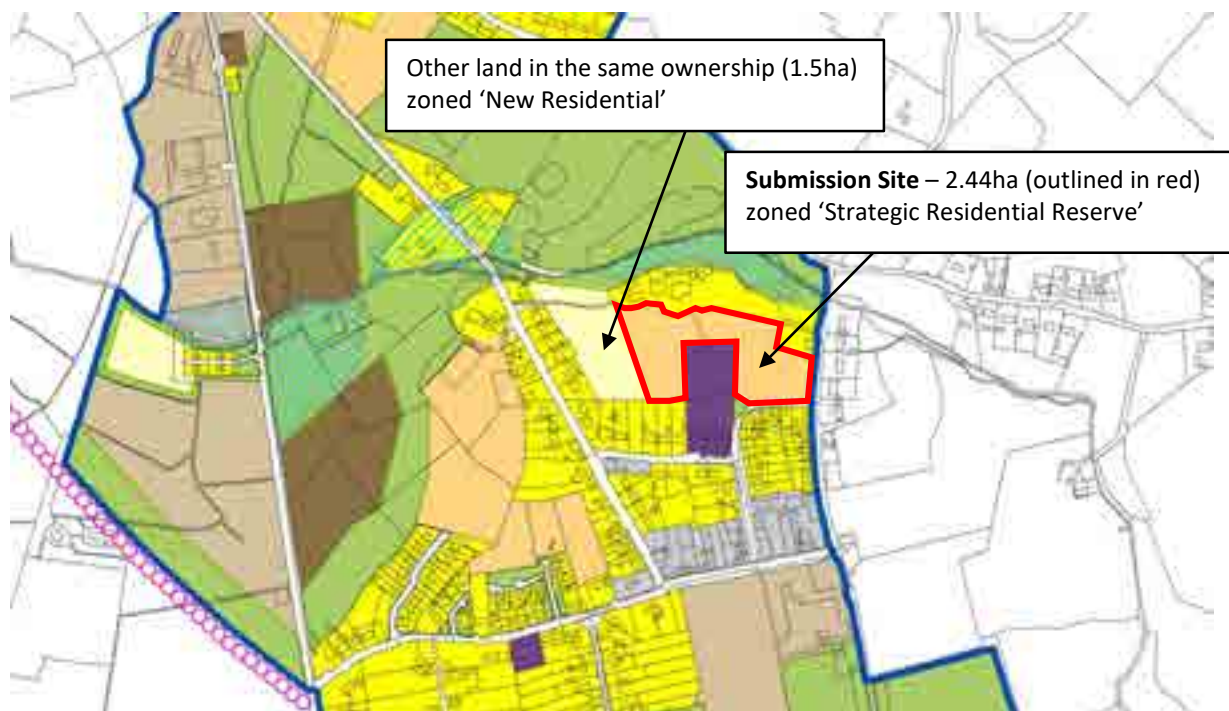 Other land in the same ownership (1.5ha)
zoned ‘New Residential’
Submission Site – 2.44ha (outlined in red)
zoned ‘Strategic Residential Reserve’